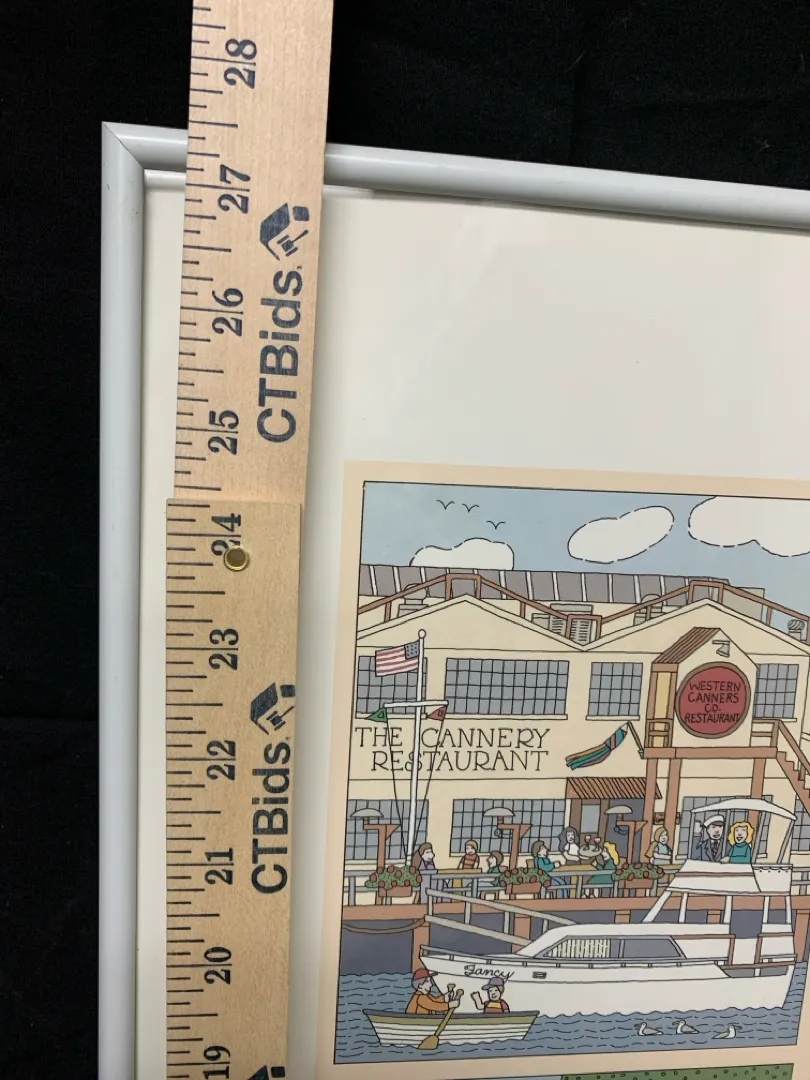 28
27
26
25
CTBids.
24
23
22
21
20
19
CTBids.
WESTERN
CANNERS
CO.
RESTAURANT
THE CANNERY
RESTAURANT
Fancy